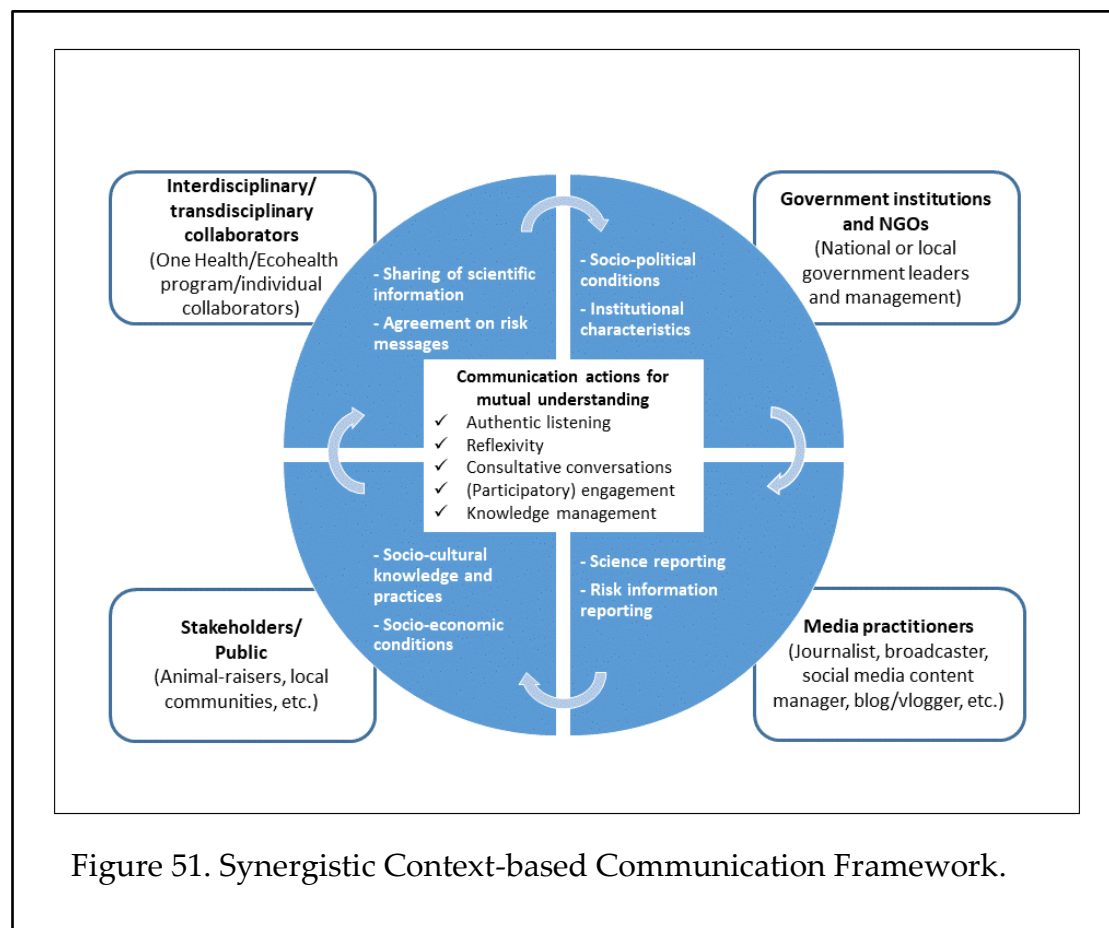 Interdisciplinary/
transdisciplinary
collaborators
(One Health/Ecohealth
program/individual
collaborators)
Government institutions
and NGOs
(National or local
government leaders
and management)
- Sharing of scientific
information
- Agreement on risk
messages
- Socio-political
conditions
- Institutional
characteristics
Communication actions for
mutual understanding
✓ Authentic listening
✓ Reflexivity
✓ Consultative conversations
✓ (Participatory) engagement
✓ Knowledge management
- Socio-cultural
knowledge and
practices
- Socio-economic
conditions
- Science reporting
- Risk information
reporting
Stakeholders/
Public
(Animal-raisers, local
communities, etc.)
Media practitioners
(Journalist, broadcaster,
social media content
manager, blog/vlogger, etc.)
Figure 51. Synergistic Context-based Communication Framework.